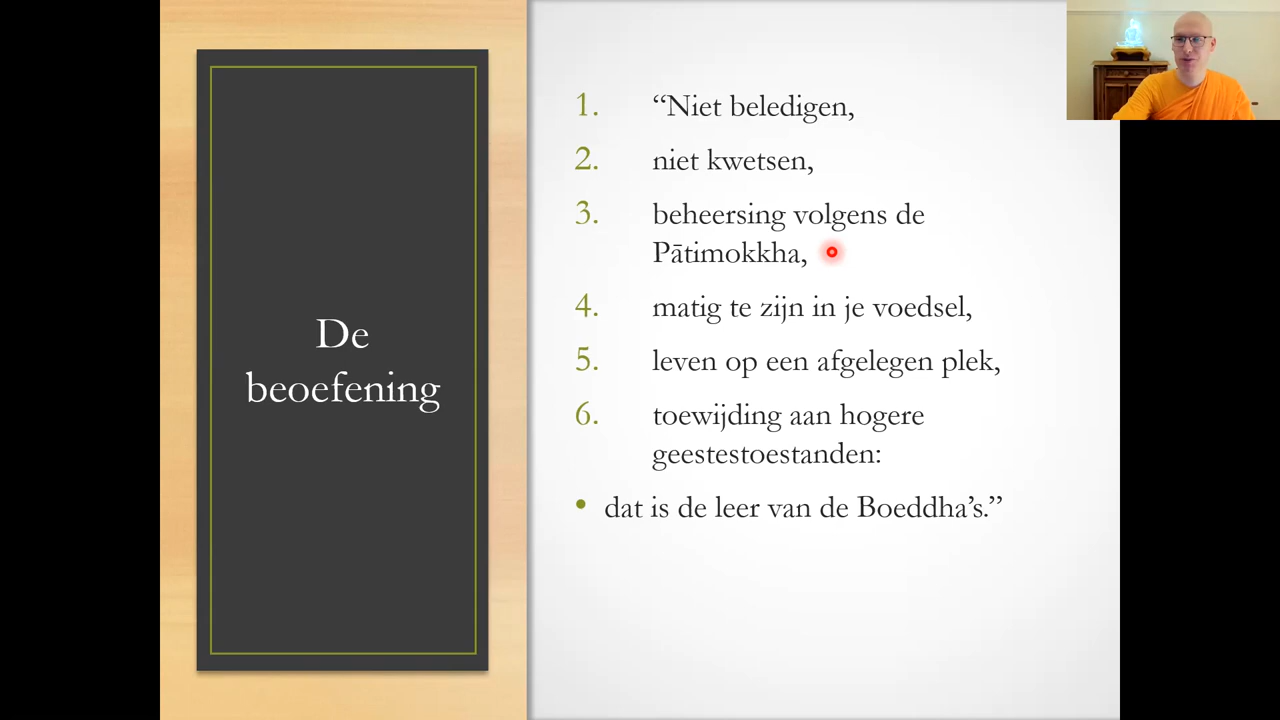 De
beoefening
1. “Niet beledigen,
2. niet kwetsen,
3. beheersing volgens de
Pātimokkha,
4. matig te zijn in je voedsel,
5. leven op een afgelegen plek,
6. toewijding aan hogere
geestestoestanden:
• dat is de leer van de Boeddha’s.”